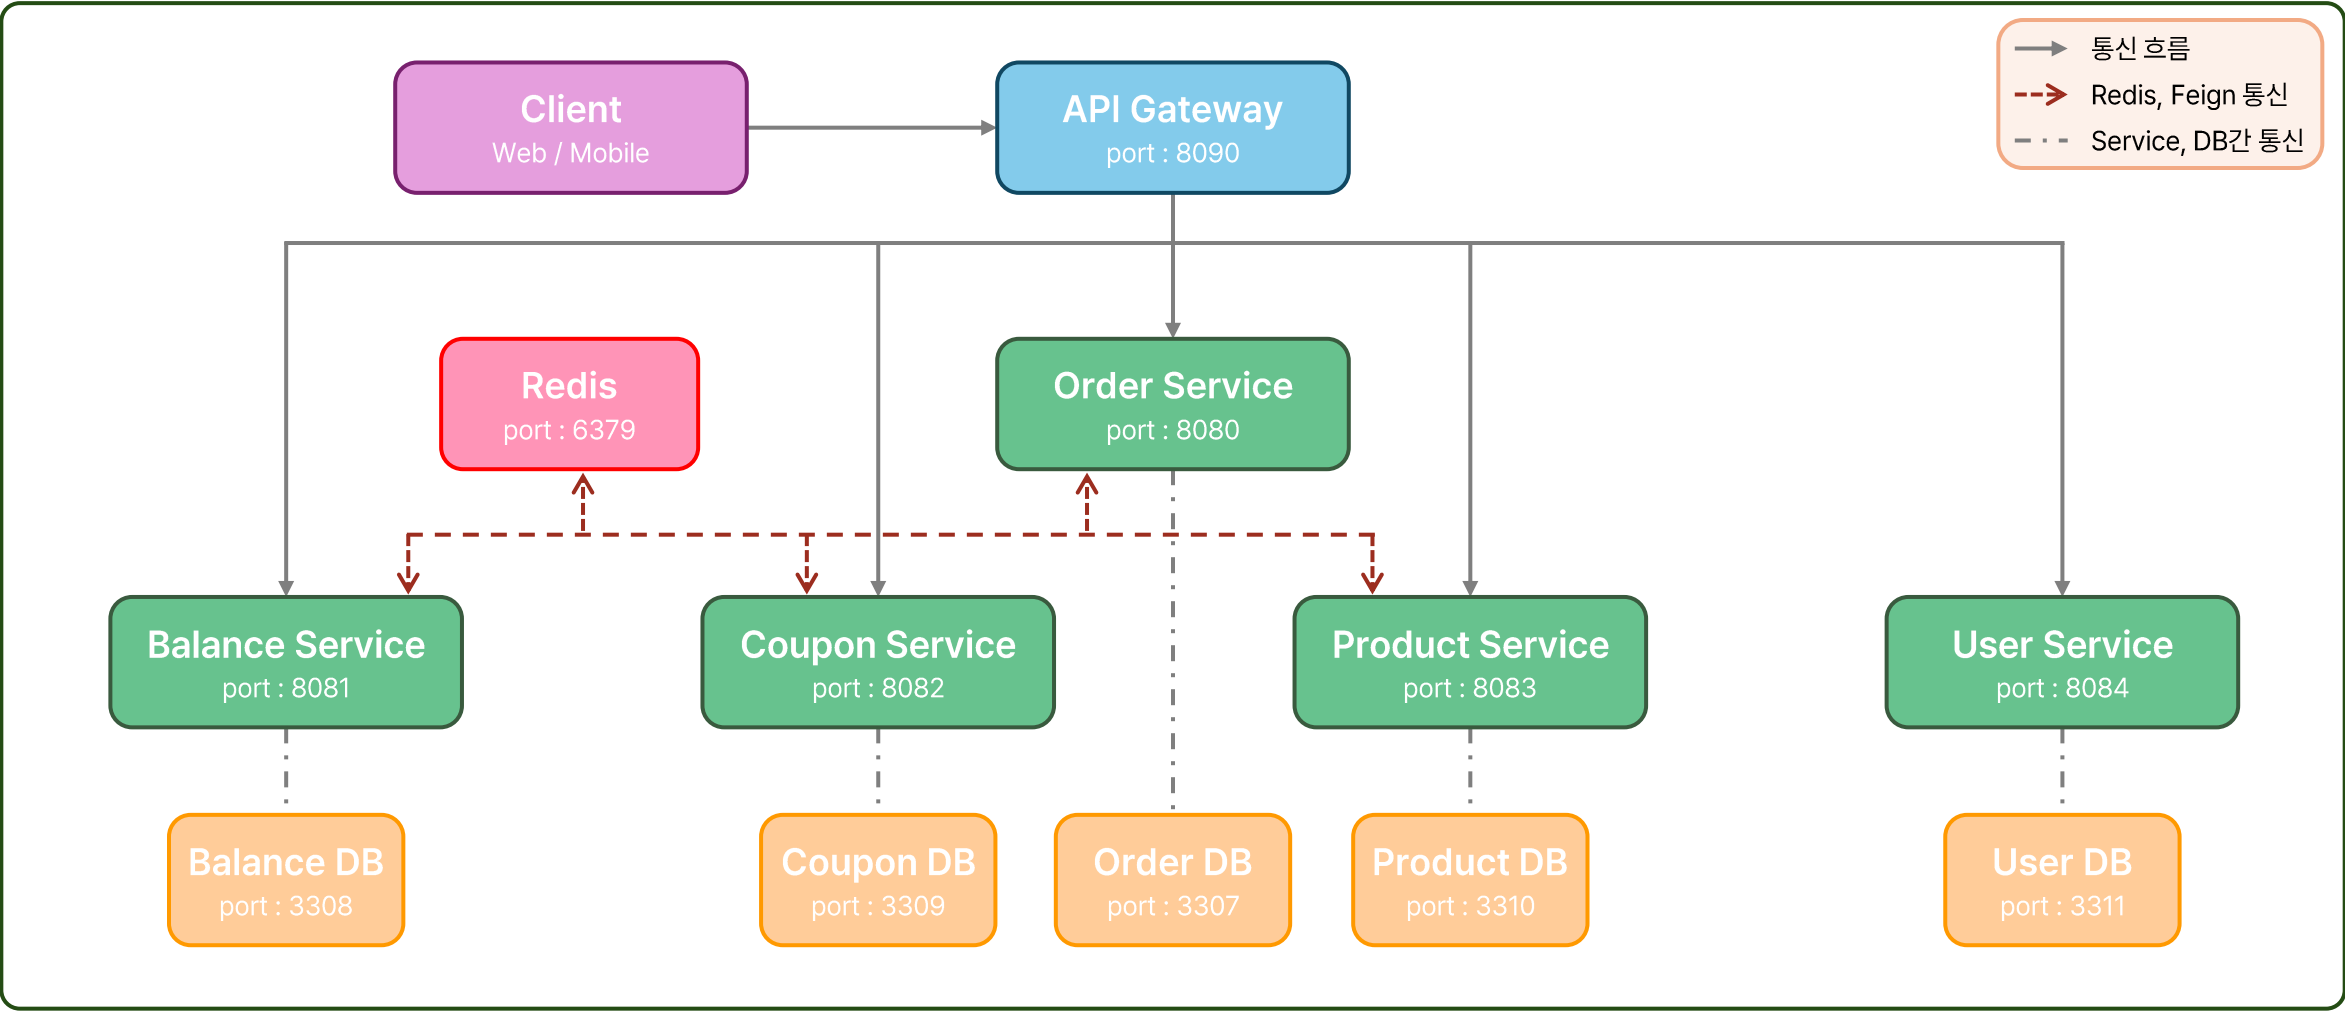 Client
Web / Mobile
API Gateway
port : 8090
통신 흐름
Redis, Feign 통신
Service, DB간 통신
Redis
port : 6379
Order Service
port : 8080
Balance Service
port : 8081
Coupon Service
port : 8082
Product Service
port : 8083
User Service
port : 8084
Balance DB
port : 3308
Coupon DB
port : 3309
Order DB
port : 3307
Product DB
port : 3310
User DB
port : 3311